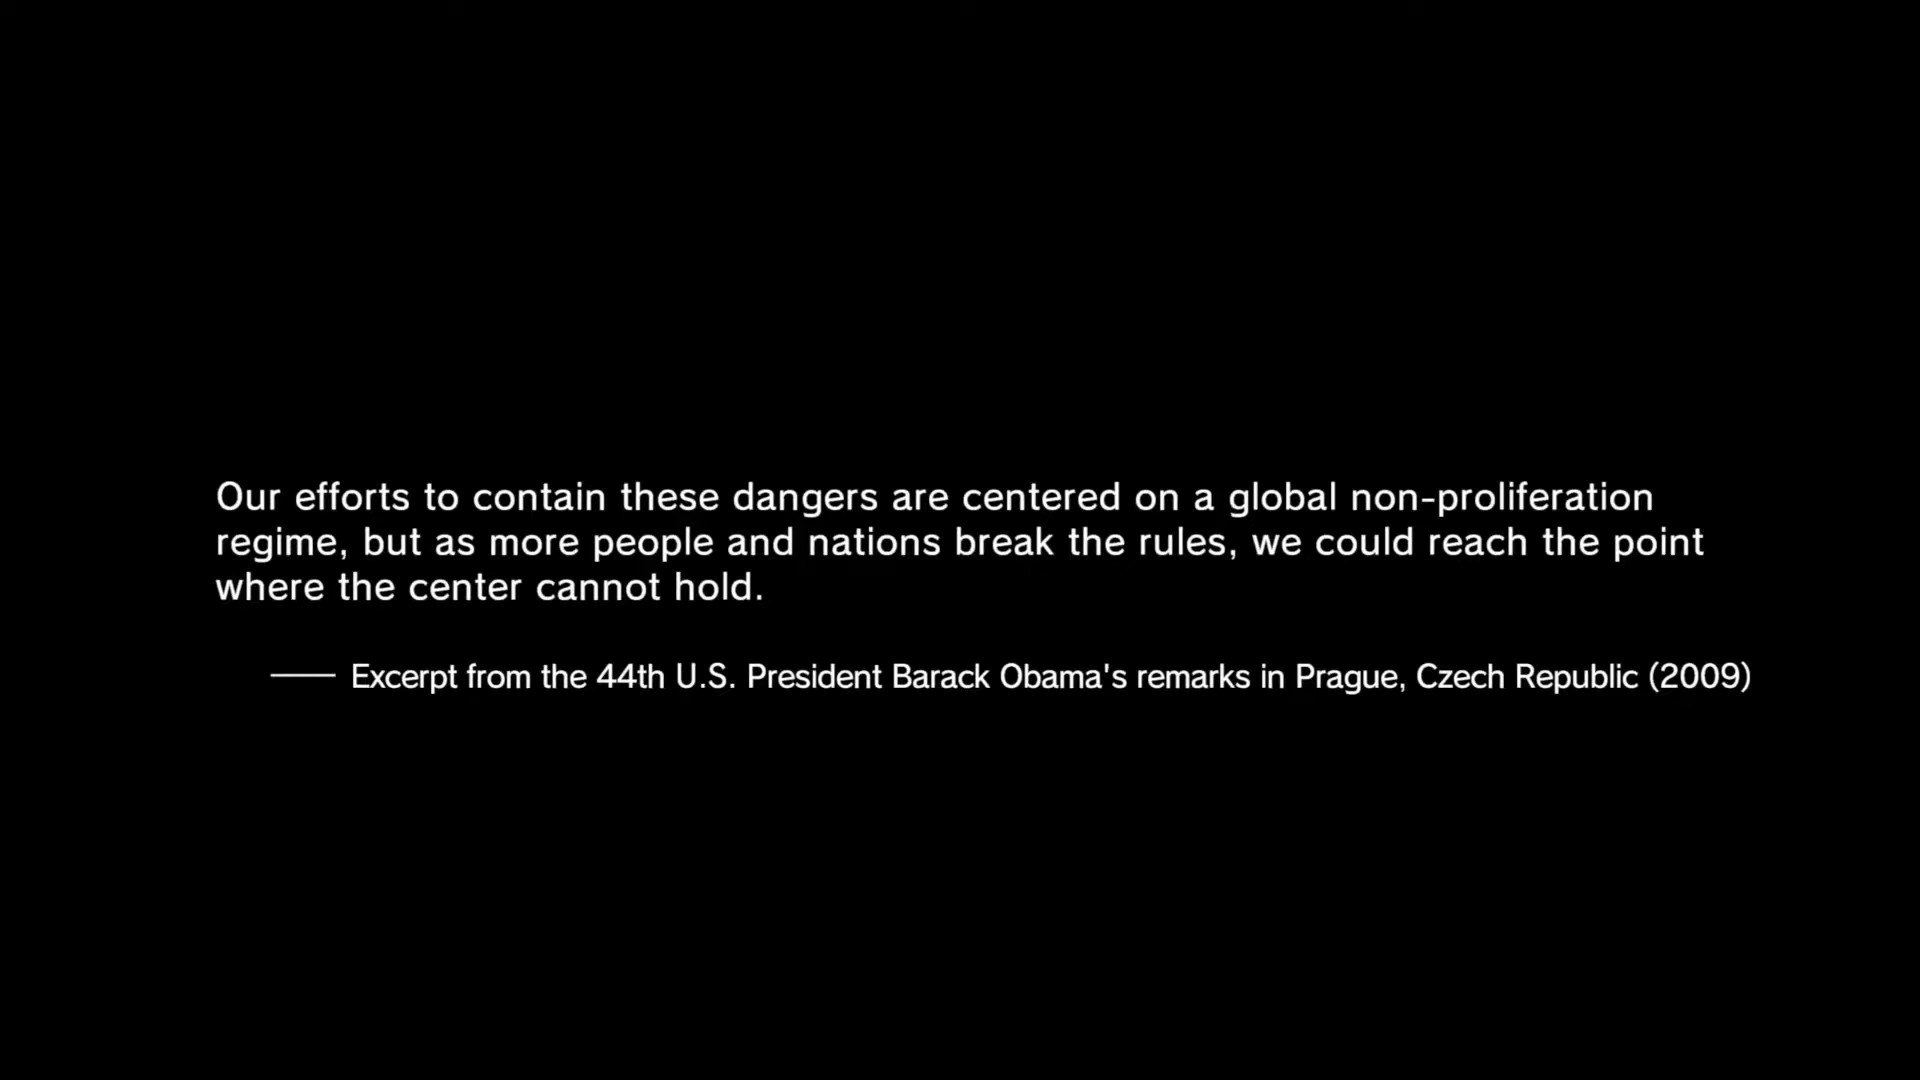 Our efforts to contain these dangers are centered on a global non-proliferation
regime, but as more people and nations break the rules, we could reach the point
where the center cannot hold.
—— Excerpt from the 44th U.S. President Barack Obama's remarks in Prague, Czech Republic (2009)